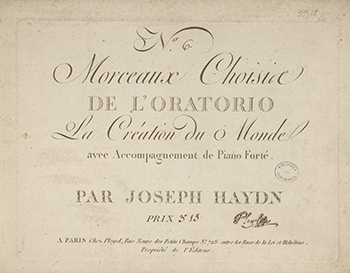 N.º 6.
Morceaux Choisis
DE L'ORATORIO
La Création du Monde
avec Accompagnement de Piano Forté.
PAR JOSEPH HAYDN
PRIX
A PARIS Chez Pleyel, Rue Neuve des Petits Champs N.º 728. entre les Rues de la Loi et Helvétius.
Propriété de l'Editeur.